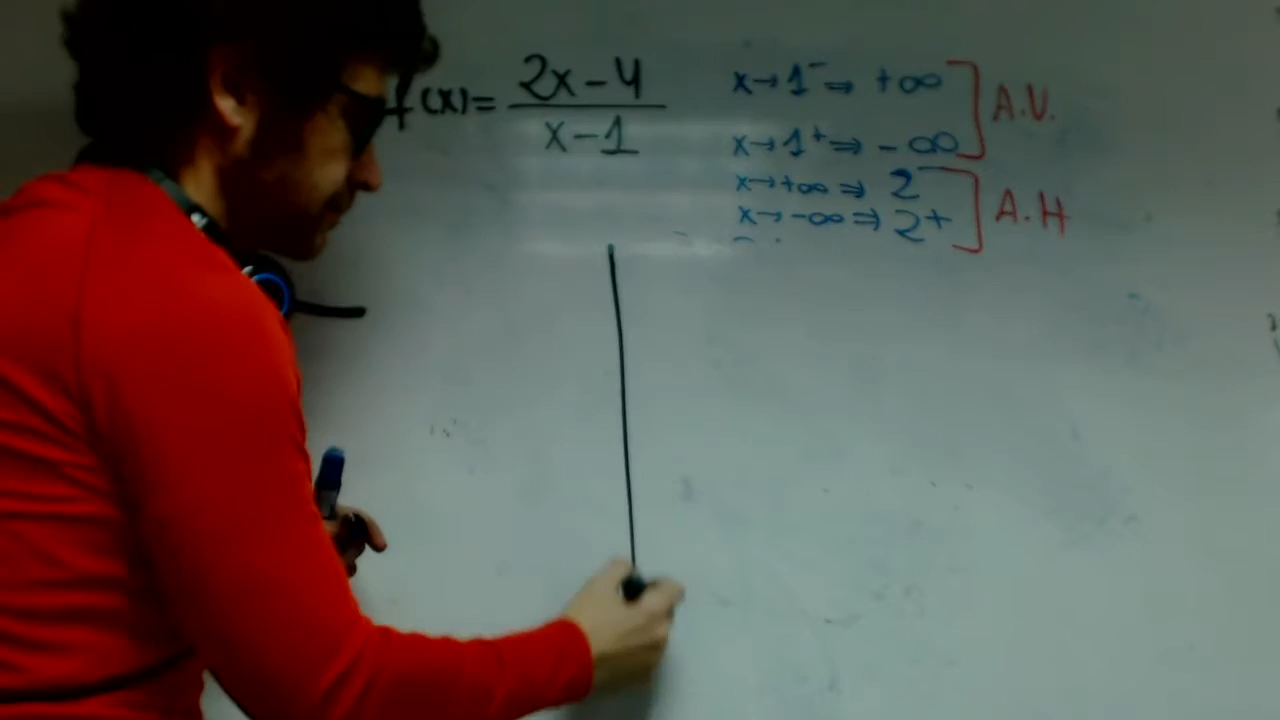 f(x) = (2x-4)/(x-1)
x→1⁻ ⇒ +∞
x→1⁺ ⇒ -∞
A.V.
x→+∞ ⇒ 2⁻
x→-∞ ⇒ 2+
A.H